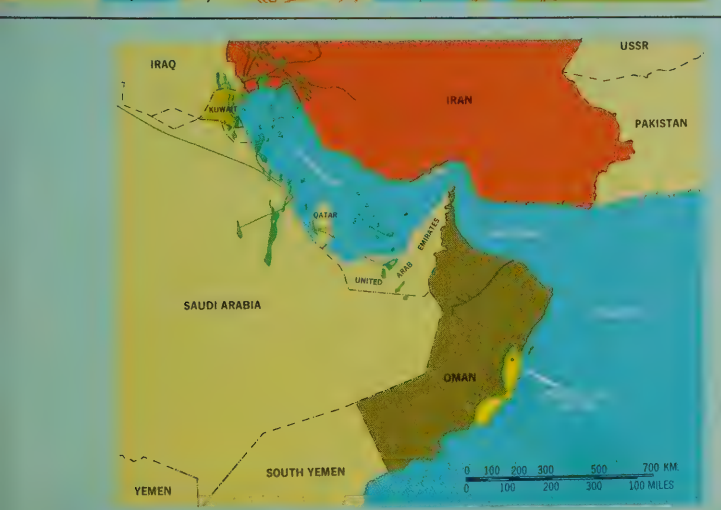 USSR
IRAQ
IRAN
KUWAIT
PAKISTAN
QATAR
UNITED ARAB EMIRATES
SAUDI ARABIA
OMAN
SOUTH YEMEN
YEMEN
0 100 200 300 500 700 KM.
0 100 200 300 100 MILES